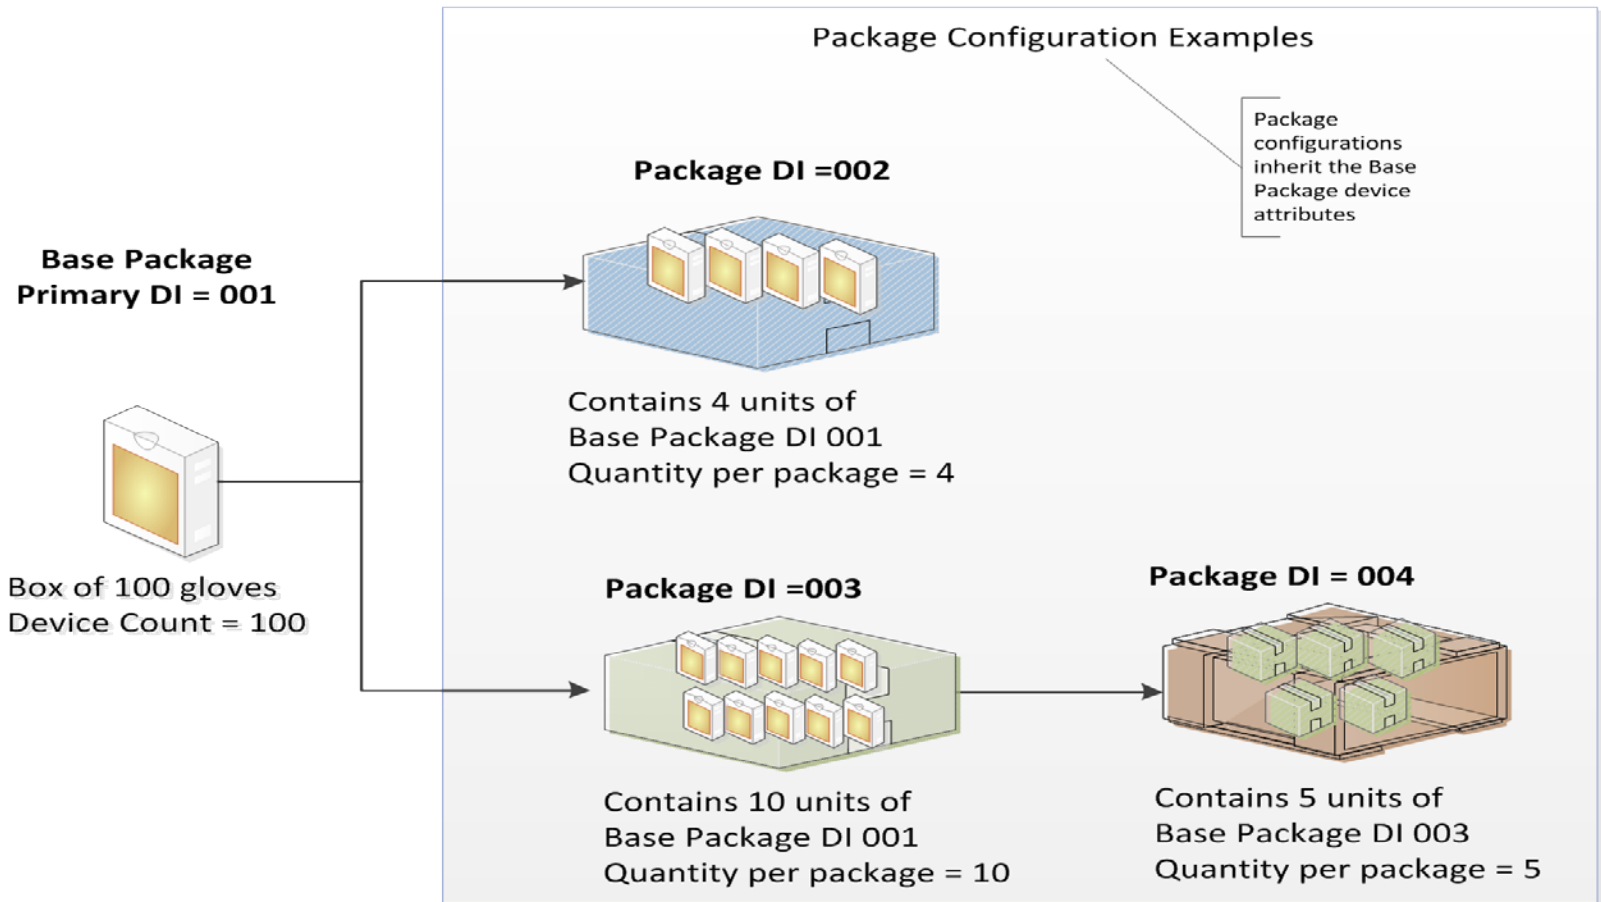 Package Configuration Examples
Package
configurations
inherit the Base
Package device
attributes
Package DI =002
Base Package
Primary DI = 001
Contains 4 units of
Base Package DI 001
Quantity per package = 4
Box of 100 gloves
Device Count = 100
Package DI =003
Contains 10 units of
Base Package DI 001
Quantity per package = 10
Package DI = 004
Contains 5 units of
Base Package DI 003
Quantity per package = 5